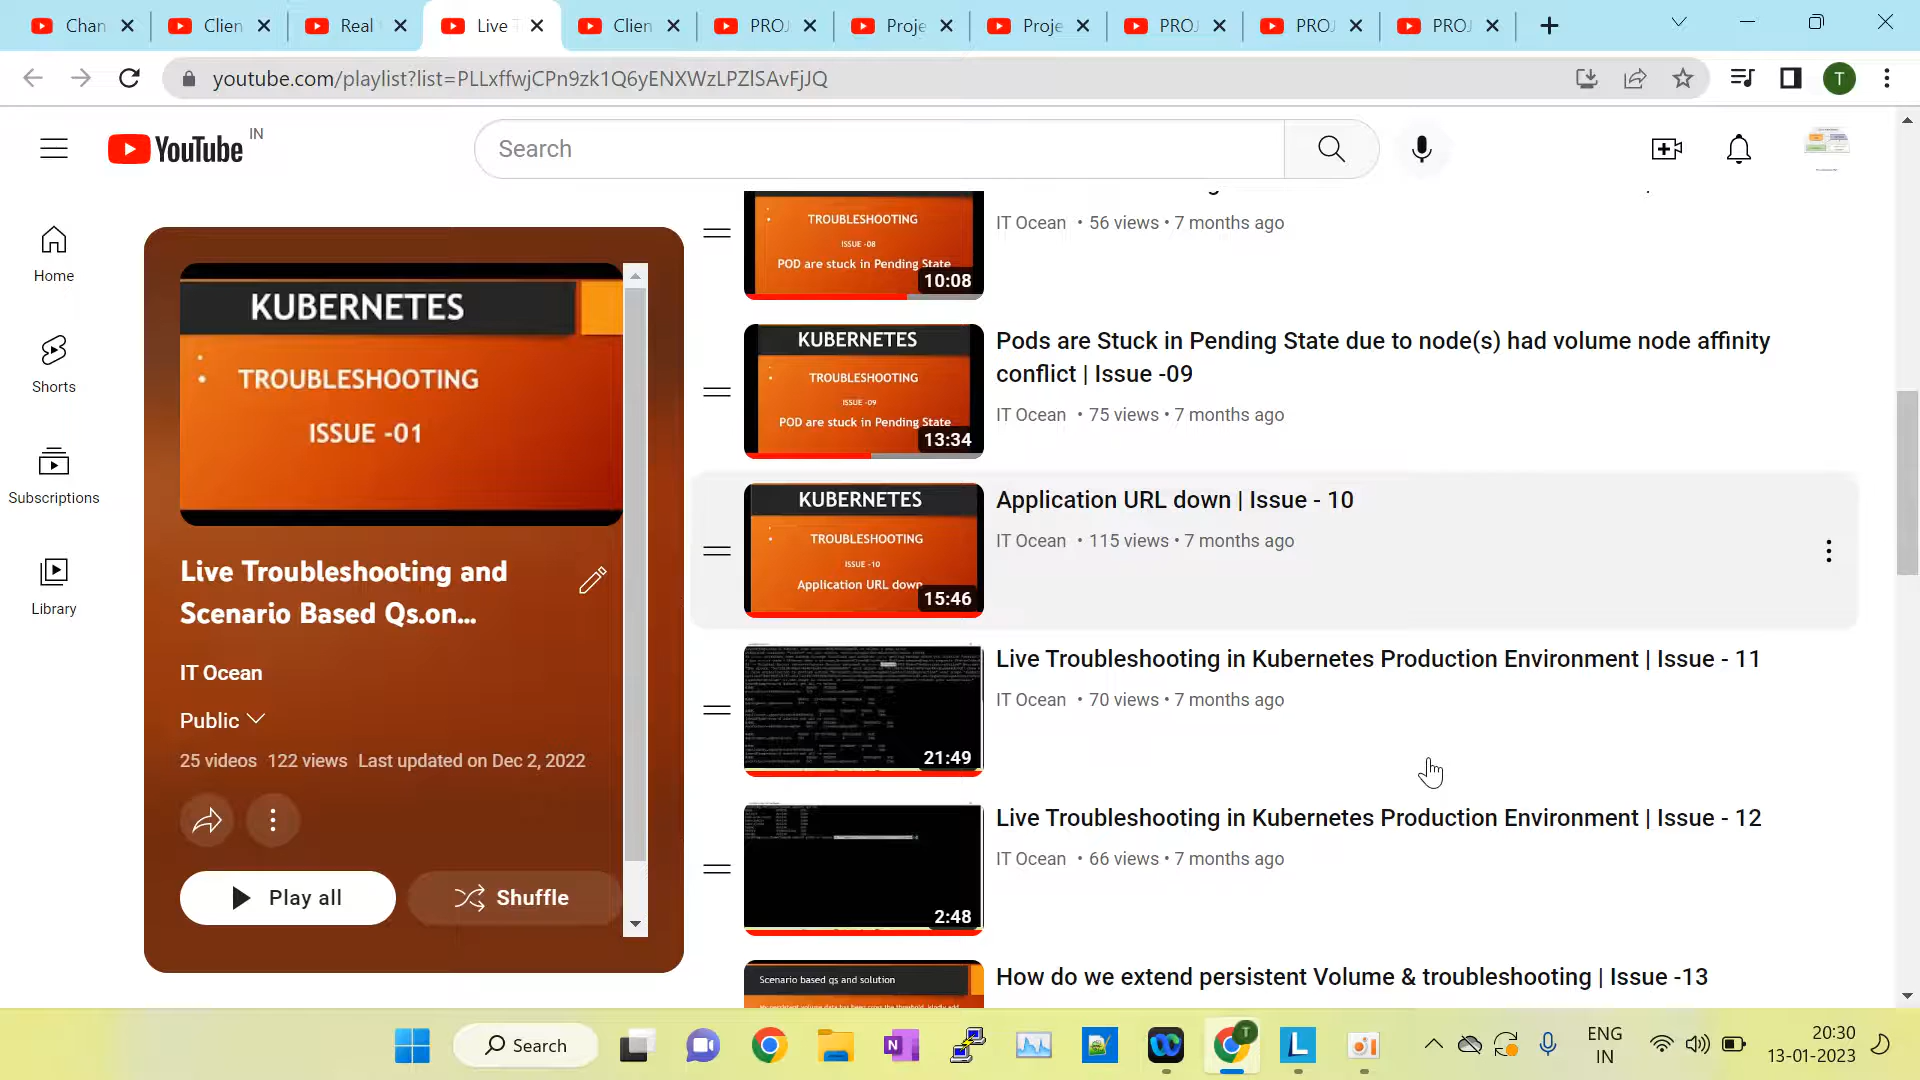 Chan
Clien
Real
Live
Clien
PROJ
Proje
Proje
PROJ
PROJ
PROJ
youtube.com/playlist?list=PLLxffwjCPn9zk1Q6yENXWzLPZlSAvFjJQ
T
YouTube IN
Search
Home
Shorts
Subscriptions
Library
KUBERNETES
TROUBLESHOOTING
ISSUE -01
Live Troubleshooting and
Scenario Based Qs.on...
IT Ocean
Public
25 videos 122 views Last updated on Dec 2, 2022
Play all
Shuffle
TROUBLESHOOTING
ISSUE -08
POD are stuck in Pending State
10:08
IT Ocean • 56 views • 7 months ago
KUBERNETES
TROUBLESHOOTING
ISSUE -09
POD are stuck in Pending State
13:34
Pods are Stuck in Pending State due to node(s) had volume node affinity
conflict | Issue -09
IT Ocean • 75 views • 7 months ago
KUBERNETES
TROUBLESHOOTING
ISSUE -10
Application URL down
15:46
Application URL down | Issue - 10
IT Ocean • 115 views • 7 months ago
21:49
Live Troubleshooting in Kubernetes Production Environment | Issue - 11
IT Ocean • 70 views • 7 months ago
2:48
Live Troubleshooting in Kubernetes Production Environment | Issue - 12
IT Ocean • 66 views • 7 months ago
Scenario based qs and solution
How do we extend persistent Volume & troubleshooting | Issue -13
Search
T
ENG
IN
20:30
13-01-2023